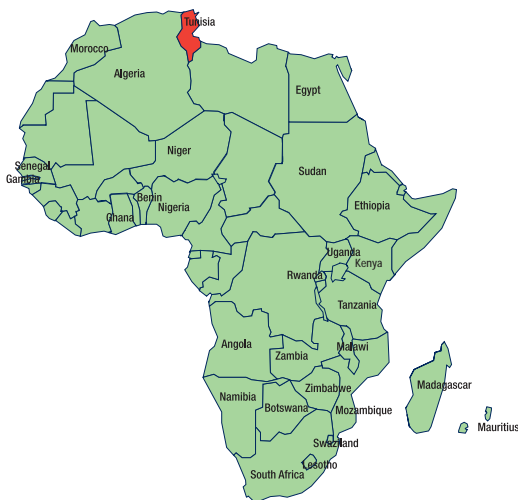 Tunisia
Morocco
Algeria
Egypt
Niger
Senegal
Sudan
Gambia
Benin
Ethiopia
Nigeria
Ghana
Uganda
Kenya
Rwanda
Tanzania
Angola
Malawi
Zambia
Madagascar
Zimbabwe
Namibia
Botswana
Mozambique
Mauritius
Swaziland
Lesotho
South Africa